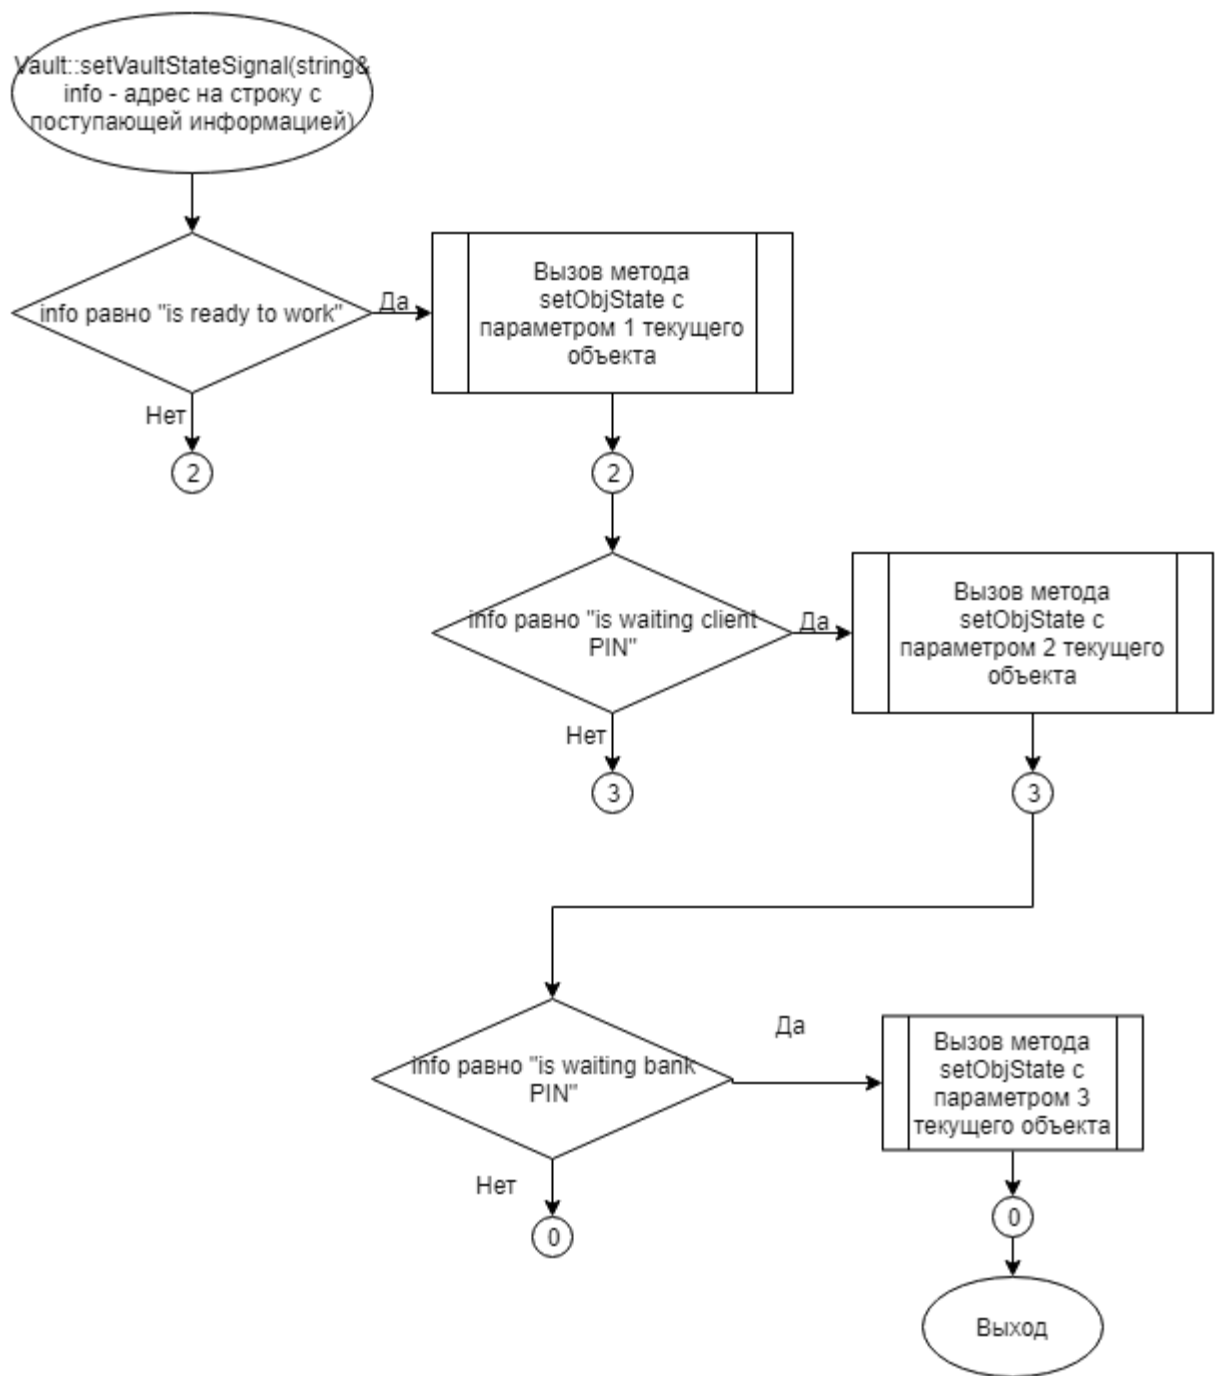 Vault::setVaultStateSignal(string&
info - адрес на строку с
поступающей информацией)
info равно "is ready to work"
Да
Вызов метода
setObjState с
параметром 1 текущего
объекта
Нет
2
2
info равно "is waiting client
PIN"
Да
Вызов метода
setObjState с
параметром 2 текущего
объекта
Нет
3
3
info равно "is waiting bank
PIN"
Да
Вызов метода
setObjState с
параметром 3
текущего объекта
Нет
0
0
Выход